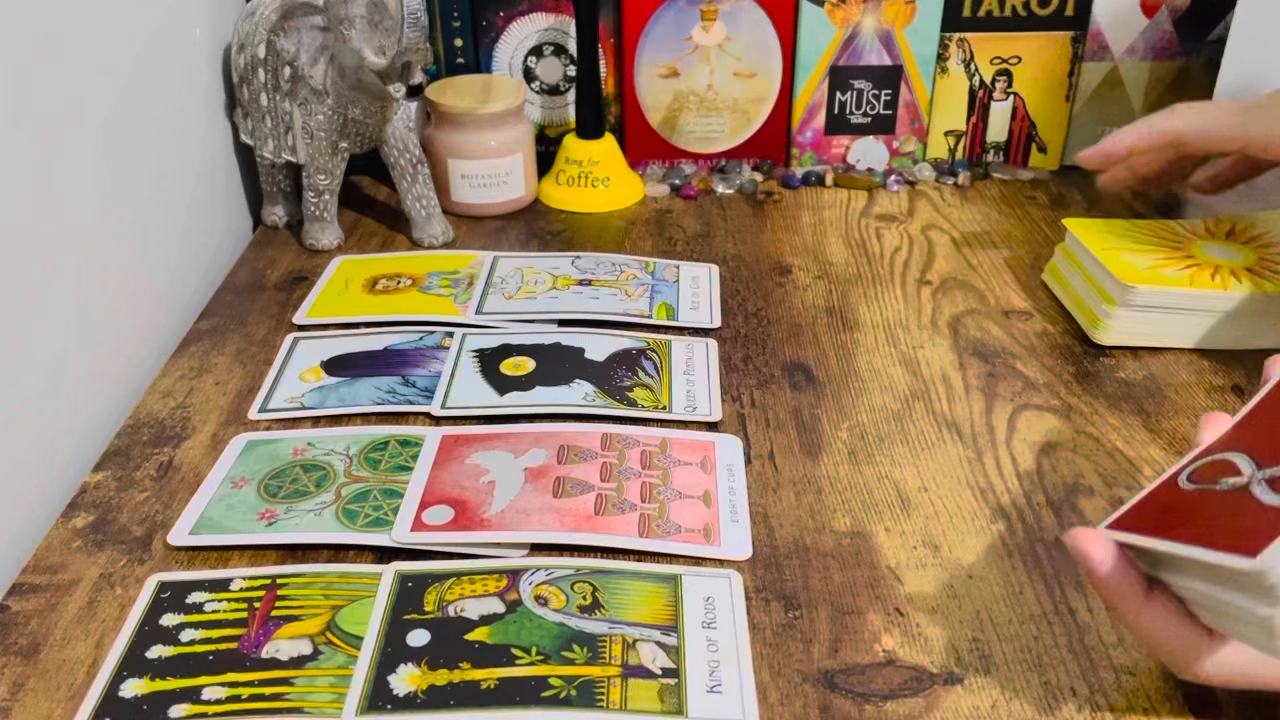 TAROT
THEO
MUSE
TAROT
Ring for
Coffee
BOTANICAL
GARDEN
ACE OF CUPS
QUEEN OF PENTACLES
EIGHT OF CUPS
KING OF RODS